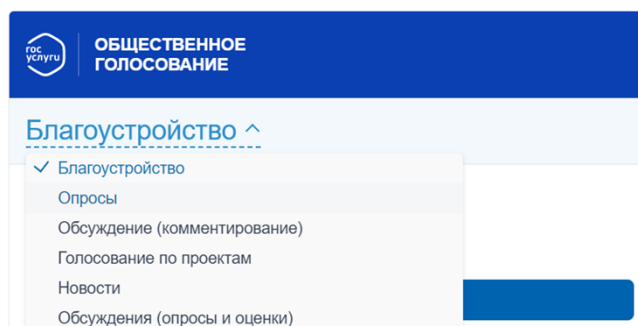 гос
услуги
ОБЩЕСТВЕННОЕ
ГОЛОСОВАНИЕ
Благоустройство
Благоустройство
Опросы
Обсуждение (комментирование)
Голосование по проектам
Новости
Обсуждения (опросы и оценки)